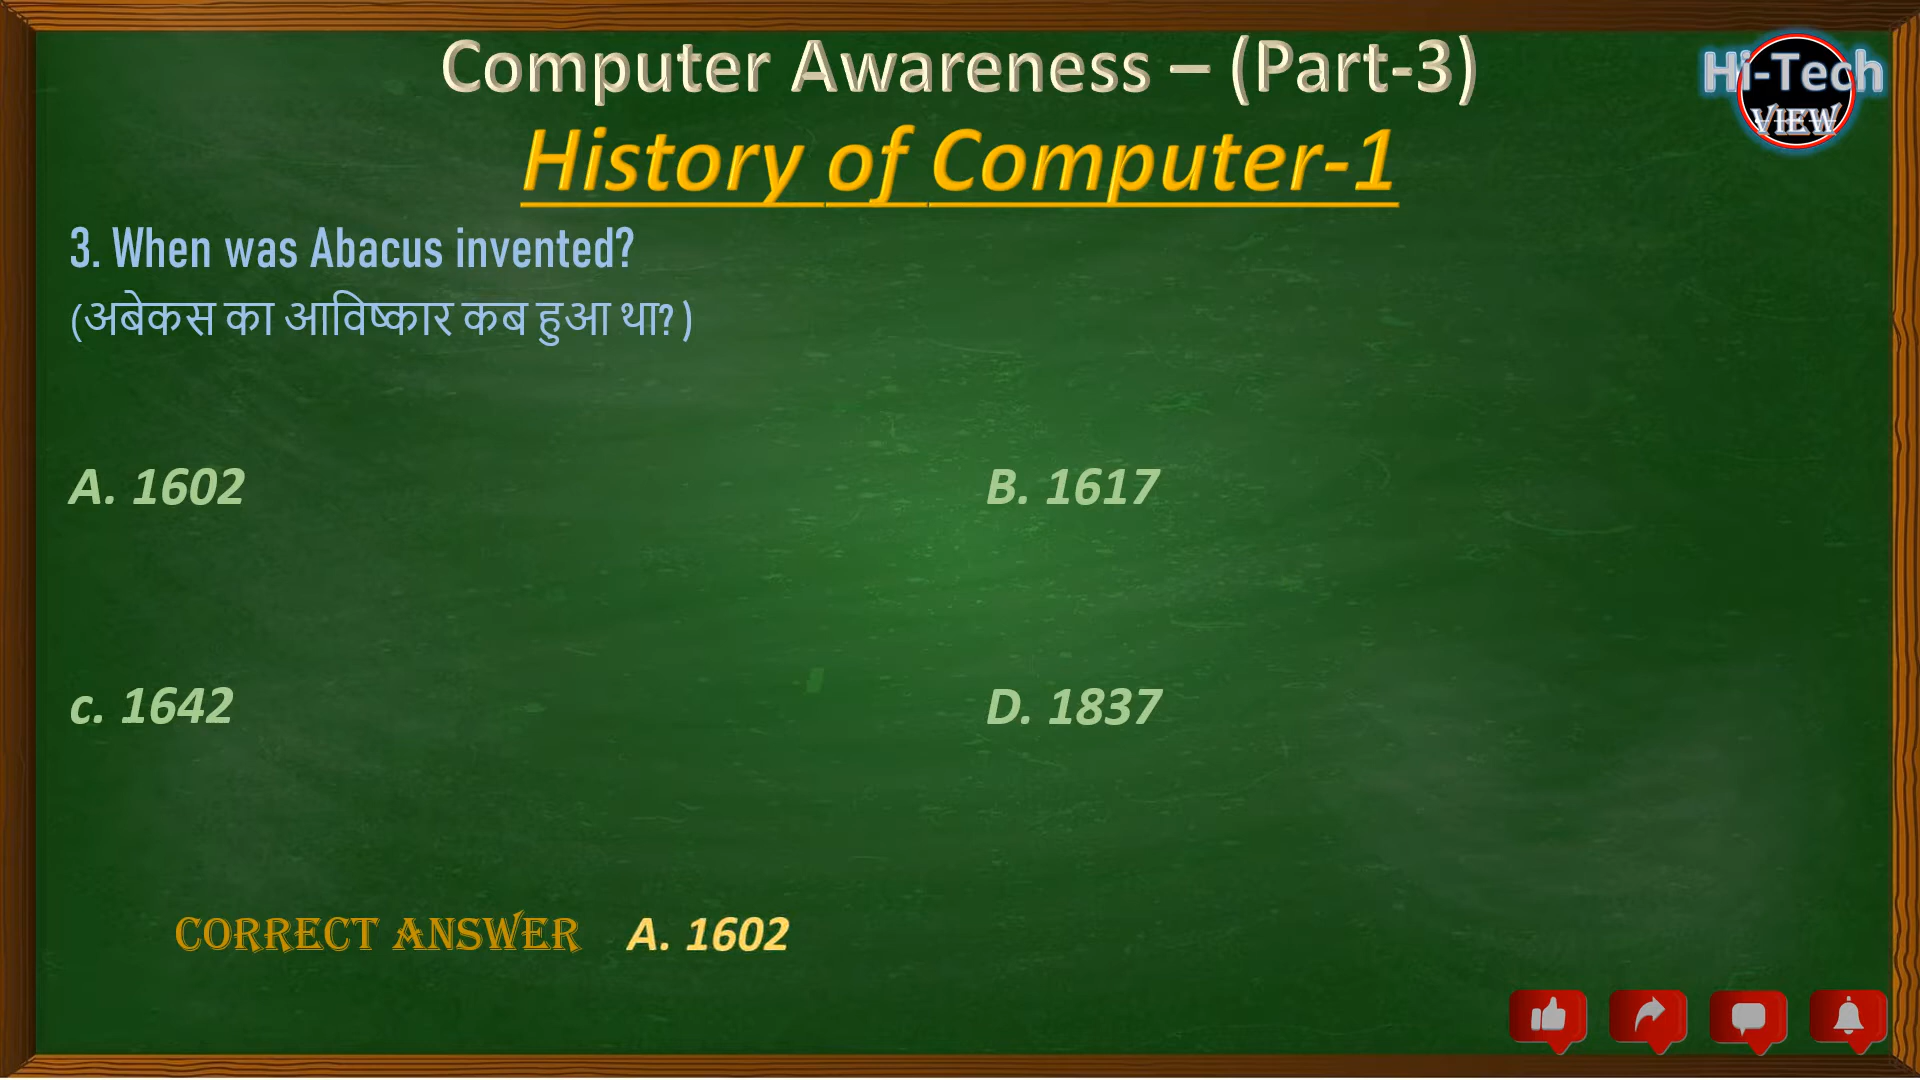 Computer Awareness – (Part-3)
Hi-Tech
VIEW
History of Computer-1
3. When was Abacus invented?
(अबेकस का आविष्कार कब हुआ था? )
A. 1602
B. 1617
c. 1642
D. 1837
CORRECT ANSWER A. 1602